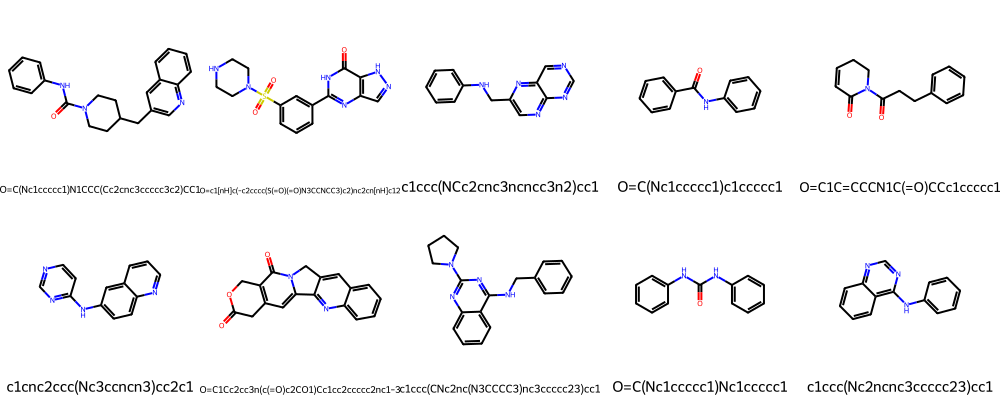 O=C(Nc1ccccc1)N1CCC(Cc2cnc3ccccc3c2)CC1
O=c1[nH]c(-c2cccc(S(=O)(=O)N3CCNCC3)c2)nc2cn[nH]c12
c1ccc(NCc2cnc3ncncc3n2)cc1
O=C(Nc1ccccc1)c1ccccc1
O=C1C=CCCN1C(=O)CCc1ccccc1
c1cnc2ccc(Nc3ccncn3)cc2c1
O=C1Cc2cc3n(c(=O)c2CO1)Cc1cc2ccccc2nc1-3
c1ccc(CNc2nc(N3CCCC3)nc3ccccc23)cc1
O=C(Nc1ccccc1)Nc1ccccc1
c1ccc(Nc2ncnc3ccccc23)cc1